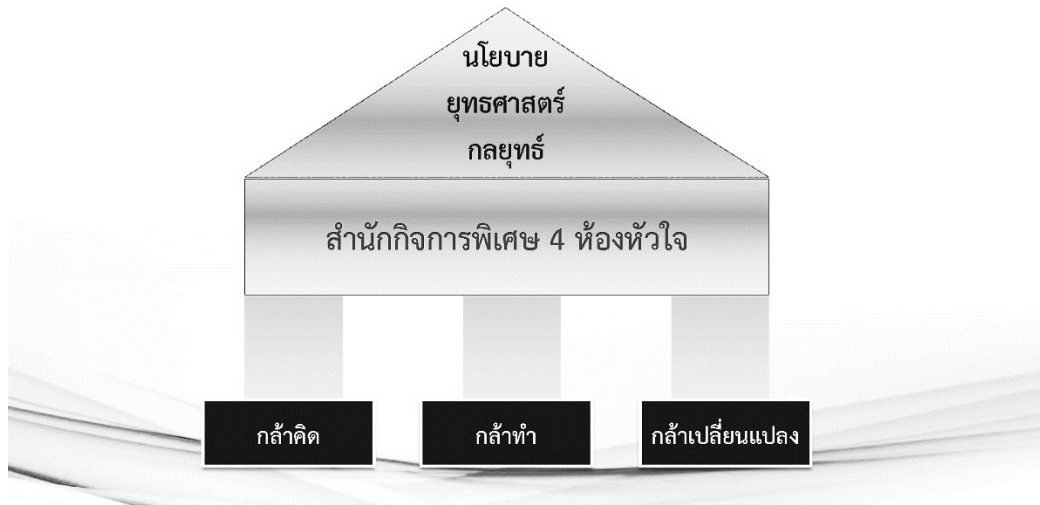 นโยบาย
ยุทธศาสตร์
กลยุทธ์
สำนักกิจการพิเศษ 4 ห้องหัวใจ
กล้าคิด
กล้าทำ
กล้าเปลี่ยนแปลง